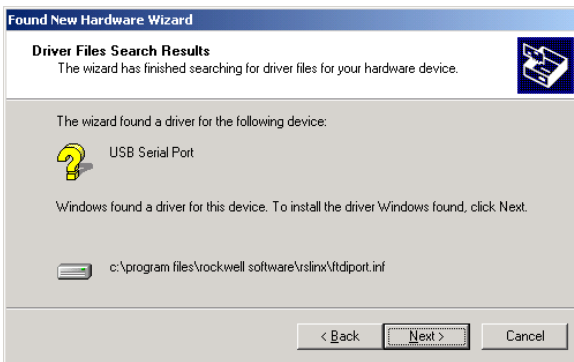 Found New Hardware Wizard
Driver Files Search Results
The wizard has finished searching for driver files for your hardware device.
The wizard found a driver for the following device:
USB Serial Port
Windows found a driver for this device. To install the driver Windows found, click Next.
c:\program files\rockwell software\rslinx\ftdiport.inf
< Back
Next >
Cancel